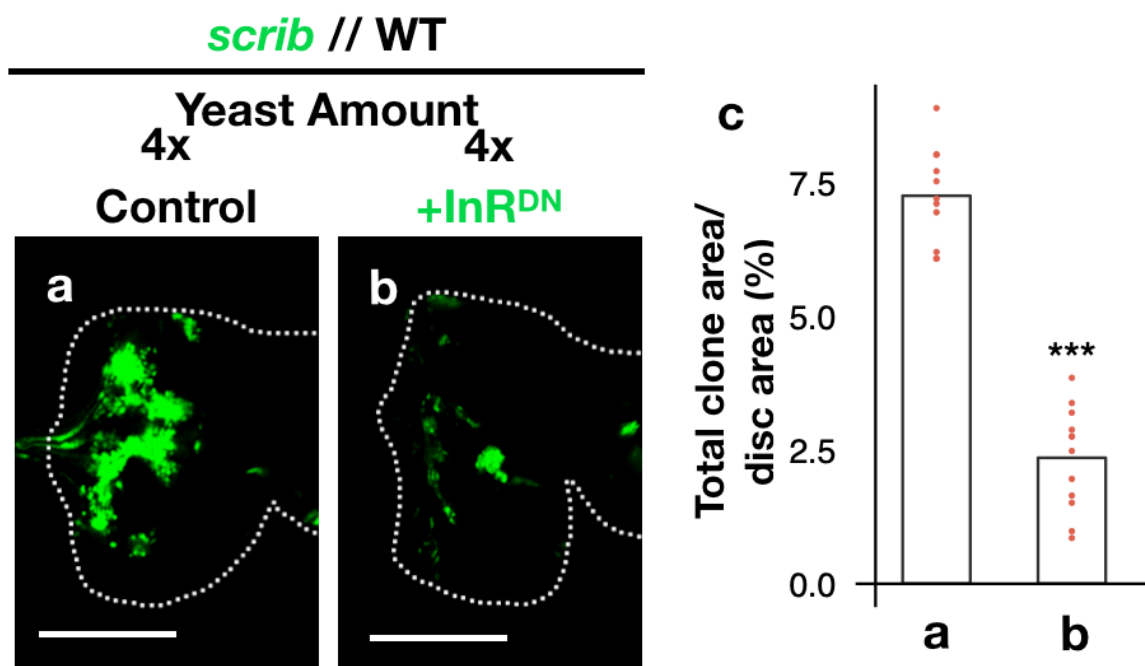 scrib // WT
Yeast Amount
4x 4x
Control +InRDN
a
b
c
Total clone area/
disc area (%)
7.5
5.0
2.5
0.0
***
a b